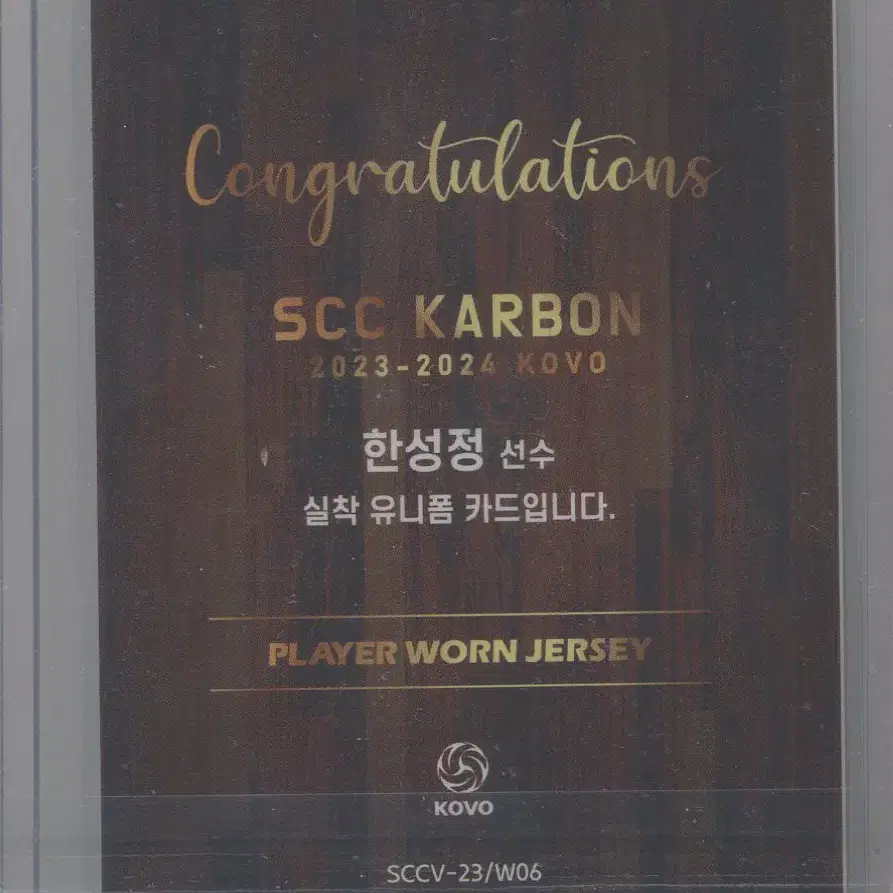 Congratulations
SCC KARBON
2023-2024 KOVO
한성정 선수
실착 유니폼 카드입니다.
PLAYER WORN JERSEY
KOVO
SCCV-23/W06